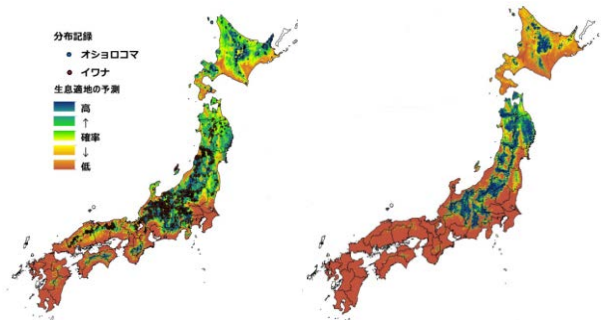 分布記録
オショロコマ
イワナ
生息適地の予測
高
↑
確率
↓
低